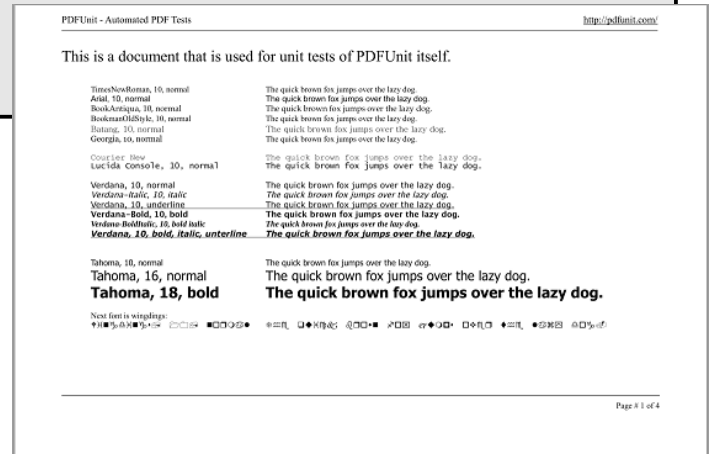 PDFUnit - Automated PDF Tests http://pdfunit.com/
This is a document that is used for unit tests of PDFUnit itself.
TimesNewRoman, 10, normal The quick brown fox jumps over the lazy dog.
Arial, 10, normal The quick brown fox jumps over the lazy dog.
BookAntiqua, 10, normal The quick brown fox jumps over the lazy dog.
BookmanOldStyle, 10, normal The quick brown fox jumps over the lazy dog.
Batang, 10, normal The quick brown fox jumps over the lazy dog.
Georgia, 10, normal The quick brown fox jumps over the lazy dog.
Courier New The quick brown fox jumps over the lazy dog.
Lucida Console, 10, normal The quick brown fox jumps over the lazy dog.
Verdana, 10, normal The quick brown fox jumps over the lazy dog.
Verdana-Italic, 10, italic The quick brown fox jumps over the lazy dog.
Verdana, 10, underline The quick brown fox jumps over the lazy dog.
Verdana-Bold, 10, bold The quick brown fox jumps over the lazy dog.
Verdana-BoldItalic, 10, bold italic The quick brown fox jumps over the lazy dog.
Verdana, 10, bold, italic, unterline The quick brown fox jumps over the lazy dog.
Tahoma, 10, normal The quick brown fox jumps over the lazy dog.
Tahoma, 16, normal The quick brown fox jumps over the lazy dog.
Tahoma, 18, bold The quick brown fox jumps over the lazy dog.
Next font is wingdings:
Page # 1 of 4